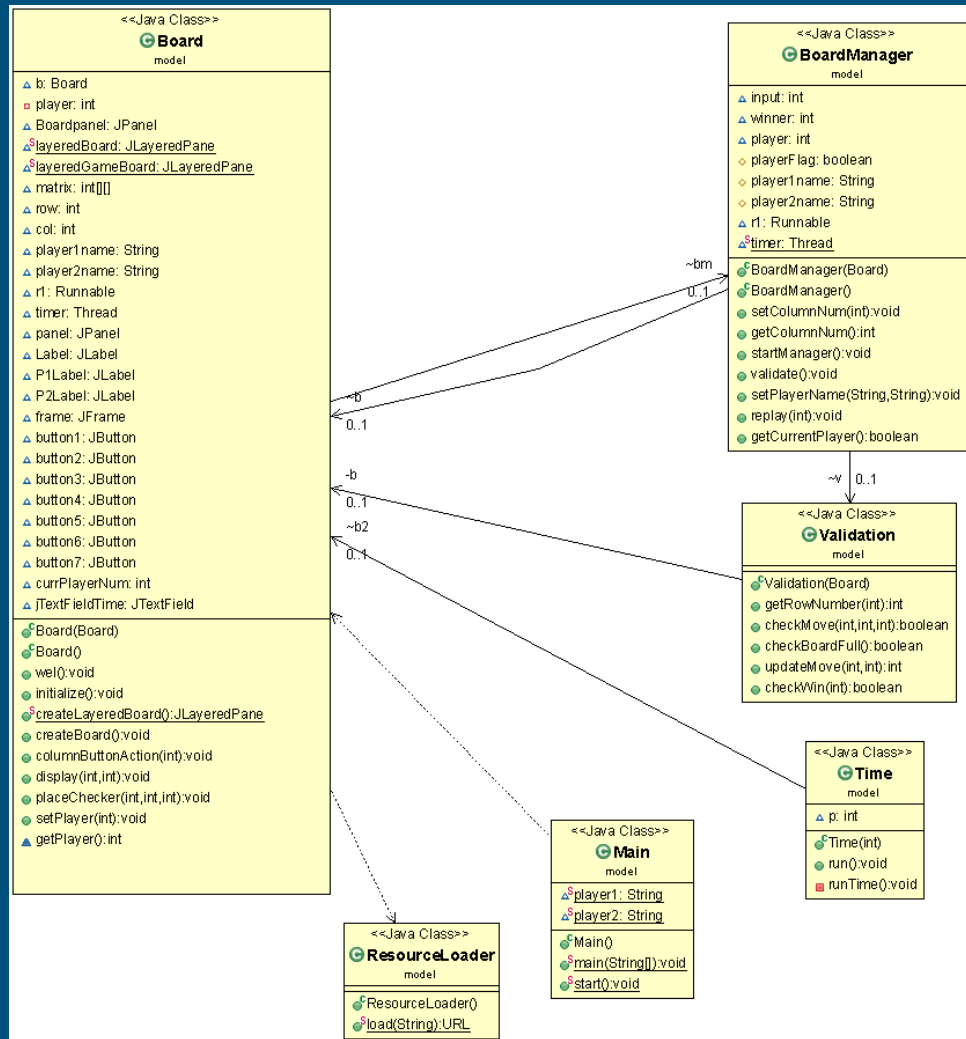 <<Java Class>>
Board
model
b: Board
player: int
Boardpanel: JPanel
layeredBoard: JLayeredPane
layeredGameBoard: JLayeredPane
matrix: int[][]
row: int
col: int
player1name: String
player2name: String
r1: Runnable
timer: Thread
panel: JPanel
Label: JLabel
P1Label: JLabel
P2Label: JLabel
frame: JFrame
button1: JButton
button2: JButton
button3: JButton
button4: JButton
button5: JButton
button6: JButton
button7: JButton
currPlayerNum: int
jTextFieldTime: JTextField
Board(Board)
Board()
wel():void
initialize():void
createLayeredBoard():JLayeredPane
createBoard():void
columnButtonAction(int):void
display(int,int):void
placeChecker(int,int,int):void
setPlayer(int):void
getPlayer():int
<<Java Class>>
BoardManager
model
input: int
winner: int
player: int
playerFlag: boolean
player1name: String
player2name: String
r1: Runnable
timer: Thread
BoardManager(Board)
BoardManager()
setColumnNum(int):void
getColumnNum():int
startManager():void
validate():void
setPlayerName(String,String):void
replay(int):void
getCurrentPlayer():boolean
~bm
0..1
~b
0..1
-b
0..1
~b2
0..1
~v
0..1
<<Java Class>>
Validation
model
Validation(Board)
getRowNumber(int):int
checkMove(int,int,int):boolean
checkBoardFull():boolean
updateMove(int,int):int
checkWin(int):boolean
<<Java Class>>
Time
model
p: int
Time(int)
run():void
runTime():void
<<Java Class>>
Main
model
player1: String
player2: String
Main()
main(String[]):void
start():void
<<Java Class>>
ResourceLoader
model
ResourceLoader()
load(String):URL